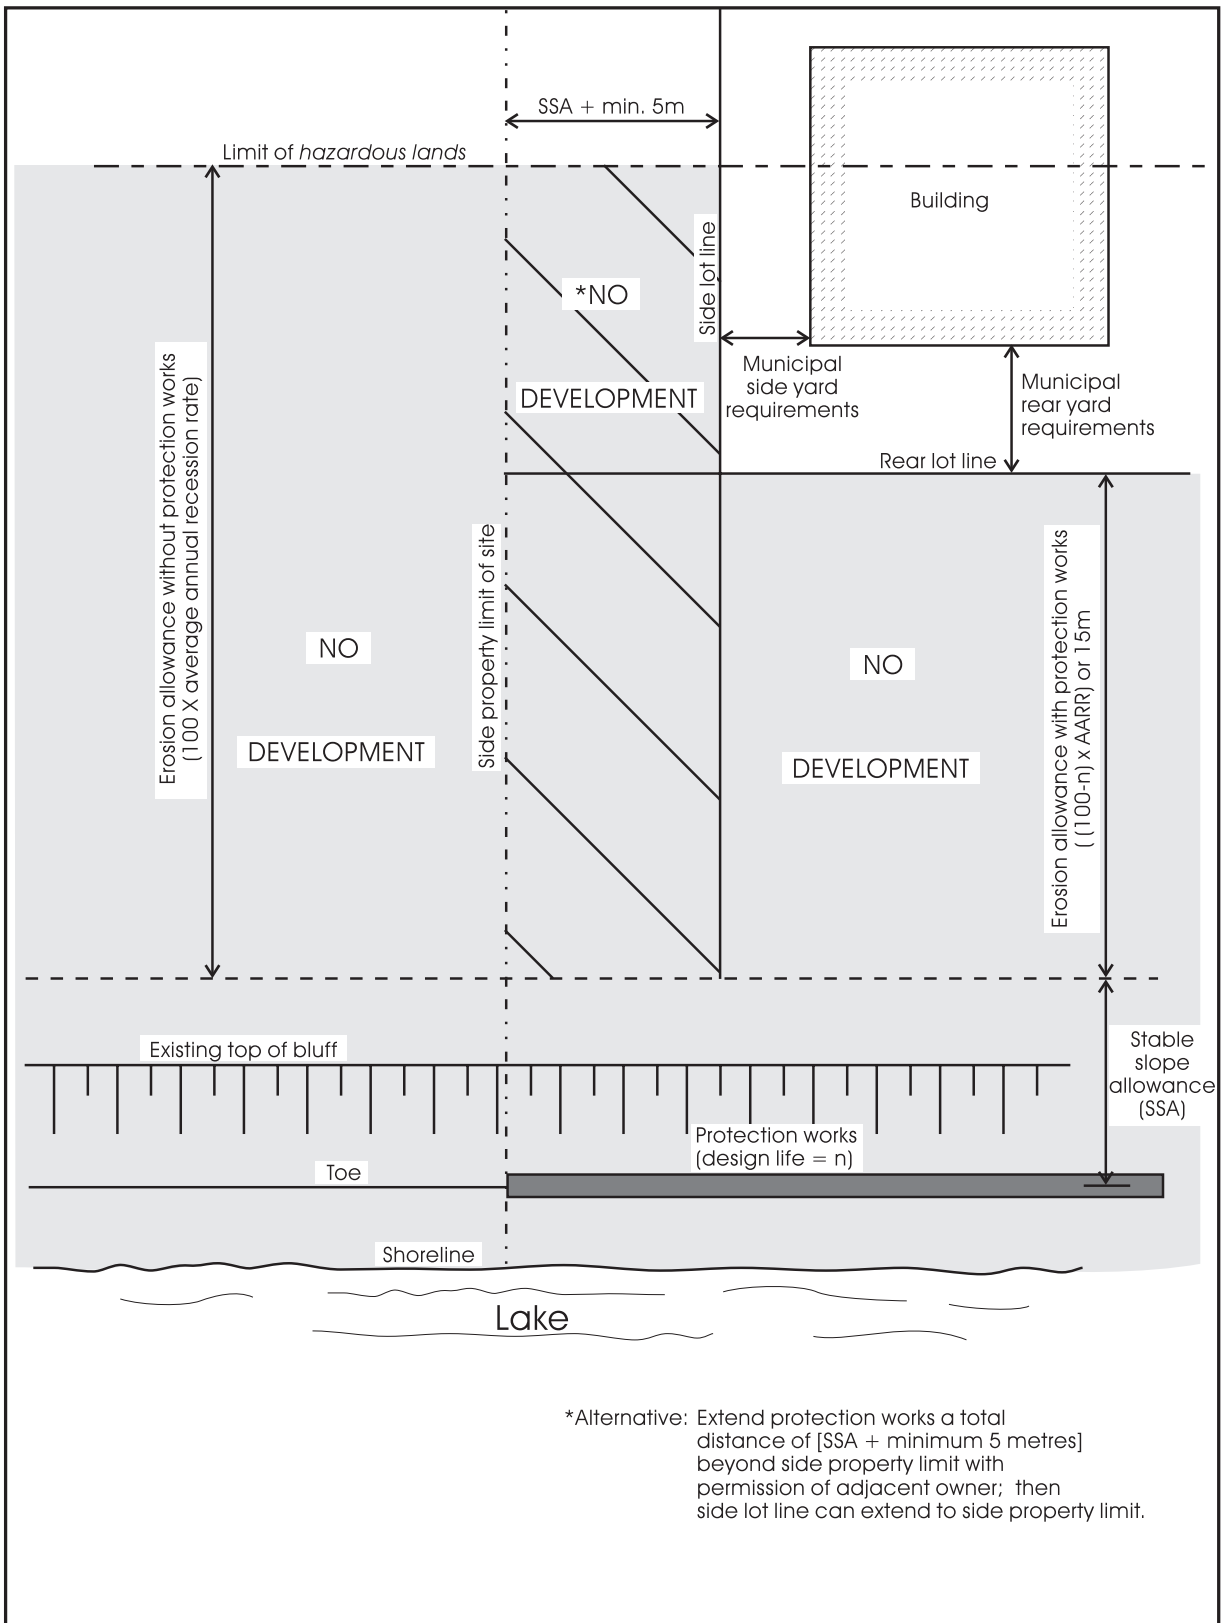 SSA + min. 5m
Limit of hazardous lands
Building
Side lot line
*NO
DEVELOPMENT
Municipal
side yard
requirements
Municipal
rear yard
requirements
Rear lot line
Erosion allowance without protection works
(100 X average annual recession rate)
Side property limit of site
NO
DEVELOPMENT
NO
DEVELOPMENT
Erosion allowance with protection works
( (100-n) x AARR) or 15m
Existing top of bluff
Stable
slope
allowance
(SSA)
Protection works
(design life = n)
Toe
Shoreline
Lake
*Alternative: Extend protection works a total
distance of [SSA + minimum 5 metres]
beyond side property limit with
permission of adjacent owner; then
side lot line can extend to side property limit.